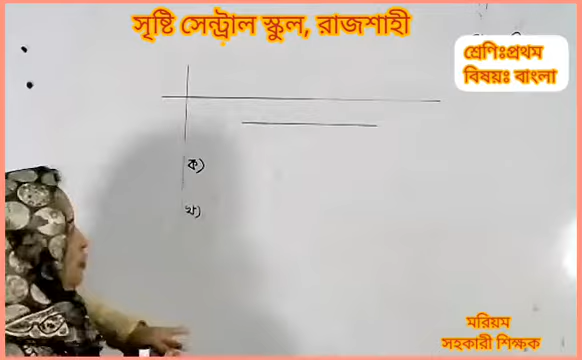 সৃষ্টি সেন্ট্রাল স্কুল, রাজশাহী
শ্রেণিঃপ্রথম
বিষয়ঃ বাংলা
ক)
খ)
মরিয়ম
সহকারী শিক্ষক